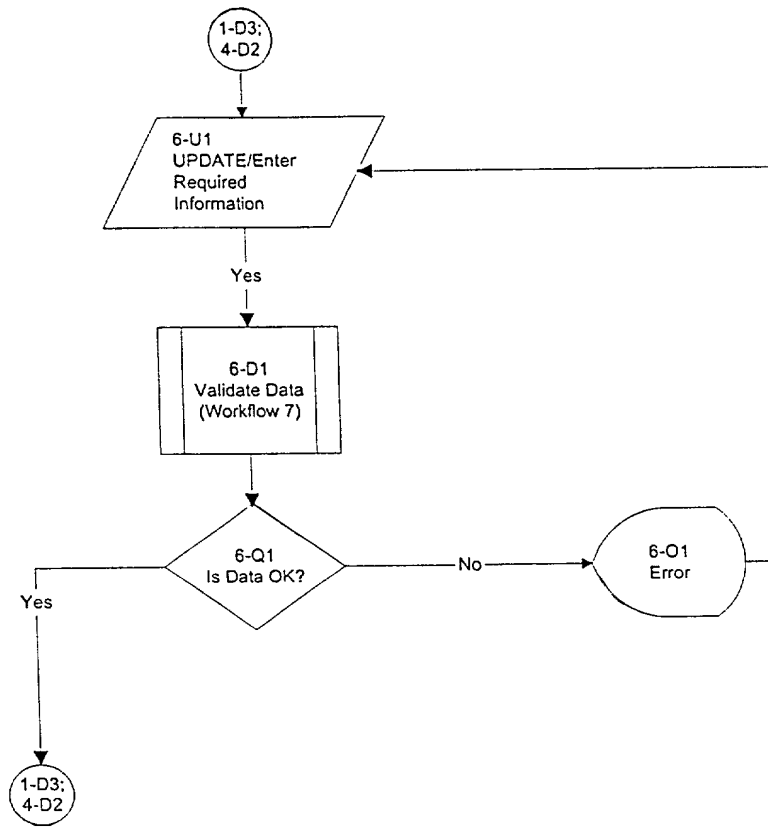 1-D3;
4-D2
6-U1
UPDATE/Enter
Required
Information
Yes
6-D1
Validate Data
(Workflow 7)
6-Q1
Is Data OK?
No
6-O1
Error
Yes
1-D3;
4-D2